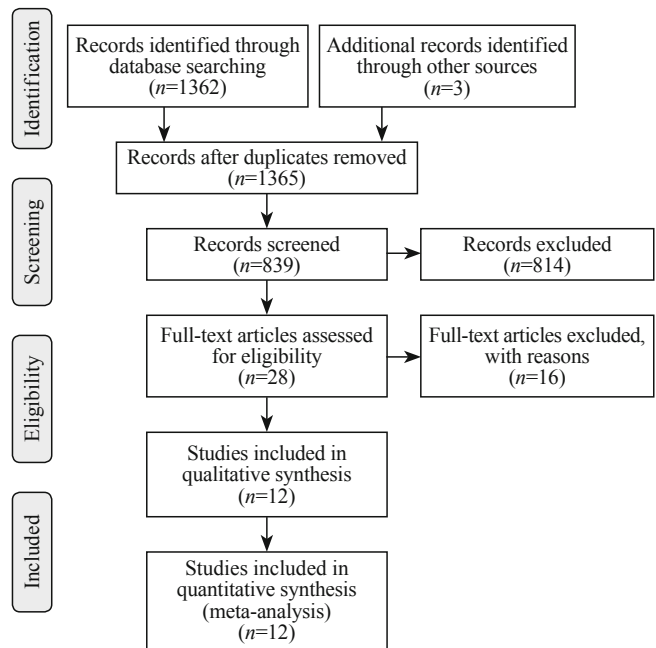 Identification
Records identified through
database searching
(n=1362)
Additional records identified
through other sources
(n=3)
Records after duplicates removed
(n=1365)
Screening
Records screened
(n=839)
Records excluded
(n=814)
Eligibility
Full-text articles assessed
for eligibility
(n=28)
Full-text articles excluded,
with reasons
(n=16)
Studies included in
qualitative synthesis
(n=12)
Included
Studies included in
quantitative synthesis
(meta-analysis)
(n=12)